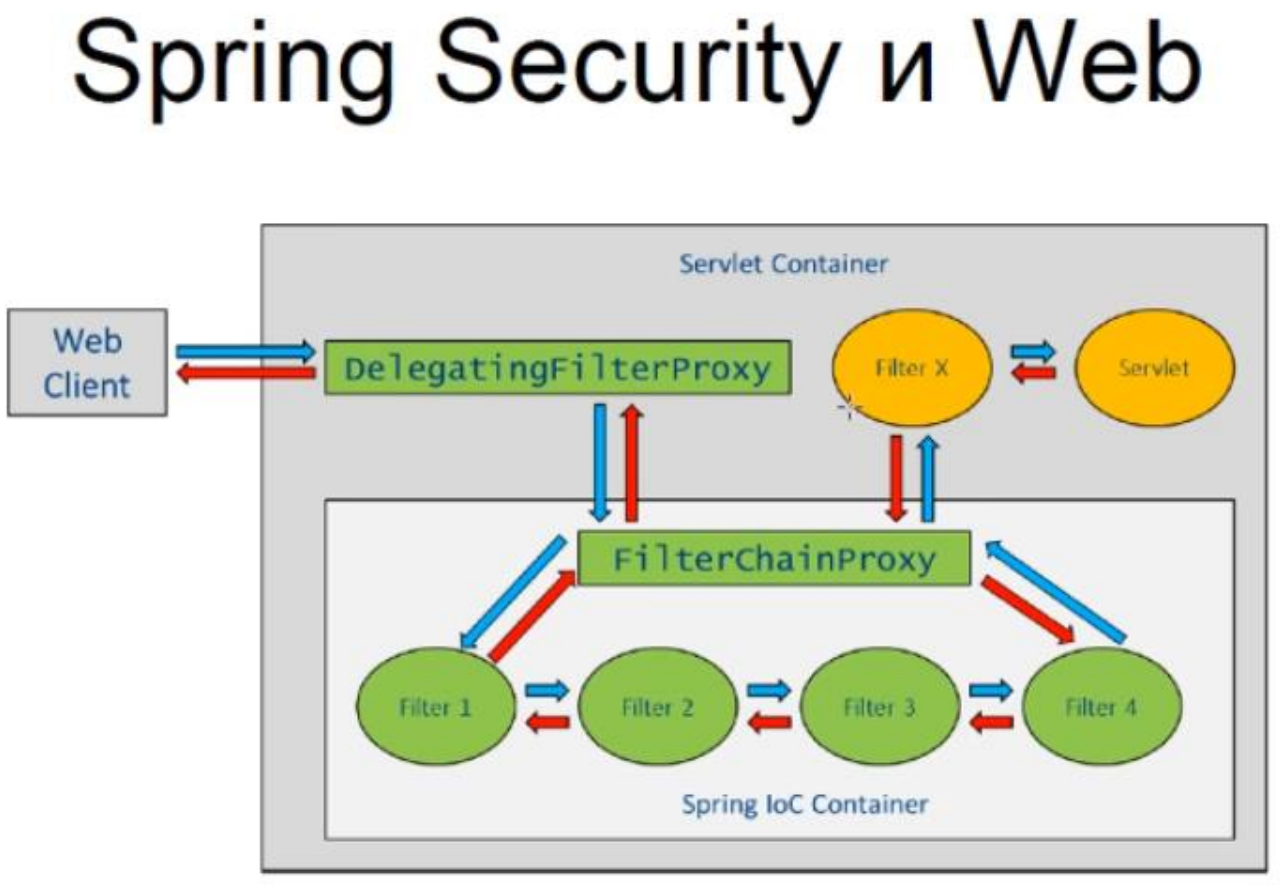 Spring Security и Web
Servlet Container
Web
Client
DelegatingFilterProxy
Filter X
Servlet
FilterChainProxy
Filter 1
Filter 2
Filter 3
Filter 4
Spring IoC Container